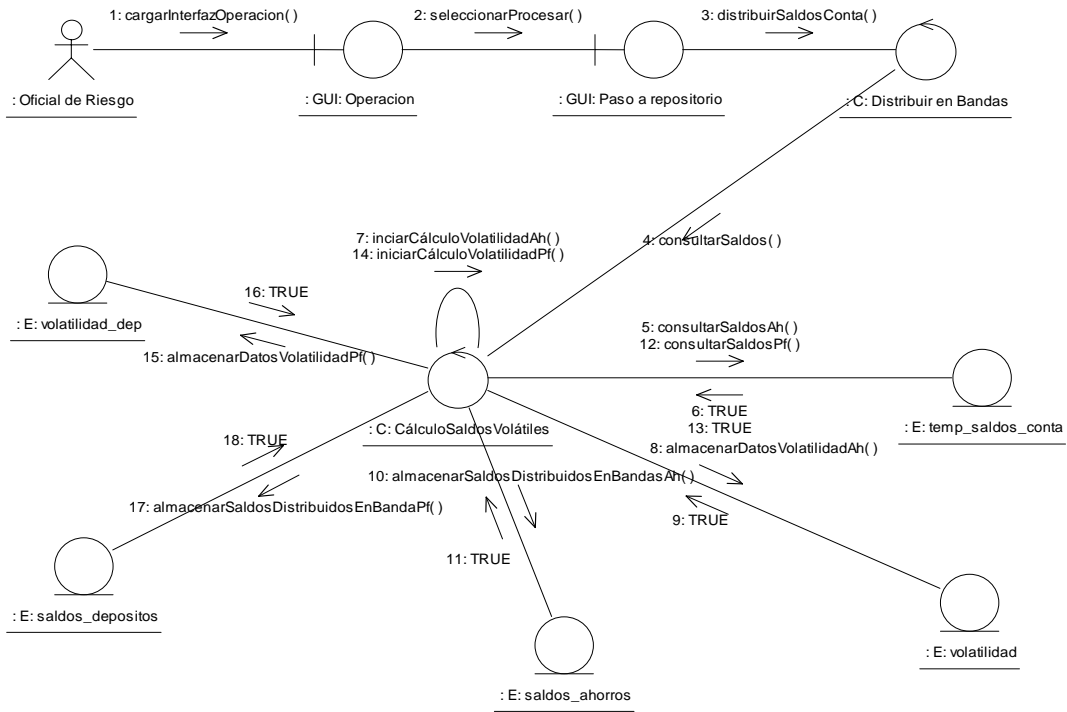 1: cargarInterfazOperacion( )
2: seleccionarProcesar( )
3: distribuirSaldosConta( )
: Oficial de Riesgo
: GUI: Operacion
: GUI: Paso a repositorio
: C: Distribuir en Bandas
7: inciarCálculoVolatilidadAh( )
14: iniciarCálculoVolatilidadPf( )
4: consultarSaldos( )
16: TRUE
: E: volatilidad_dep
15: almacenarDatosVolatilidadPf( )
5: consultarSaldosAh( )
12: consultarSaldosPf( )
6: TRUE
13: TRUE
: E: temp_saldos_conta
: C: CálculoSaldosVolátiles
18: TRUE
8: almacenarDatosVolatilidadAh( )
10: almacenarSaldosDistribuidosEnBandasAh( )
17: almacenarSaldosDistribuidosEnBandaPf( )
9: TRUE
11: TRUE
: E: saldos_depositos
: E: volatilidad
: E: saldos_ahorros